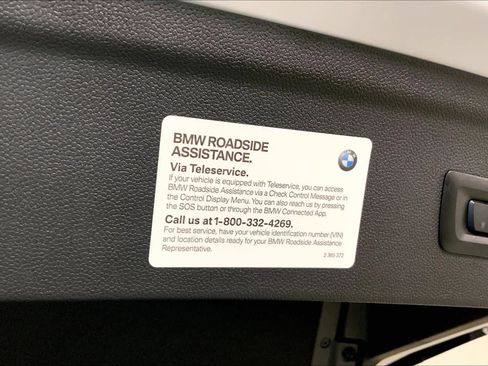 BMW ROADSIDE
ASSISTANCE.
Via Teleservice.
If your vehicle is equipped with Teleservice, you can access
BMW Roadside Assistance via a Check Control Message or in
the Control Display Menu. You can also reach us by pressing
the SOS button or through the BMW Connected App.
Call us at 1-800-332-4269.
For best service, have your vehicle identification number (VIN)
and location details ready for your BMW Roadside Assistance
Representative.
2 365 372